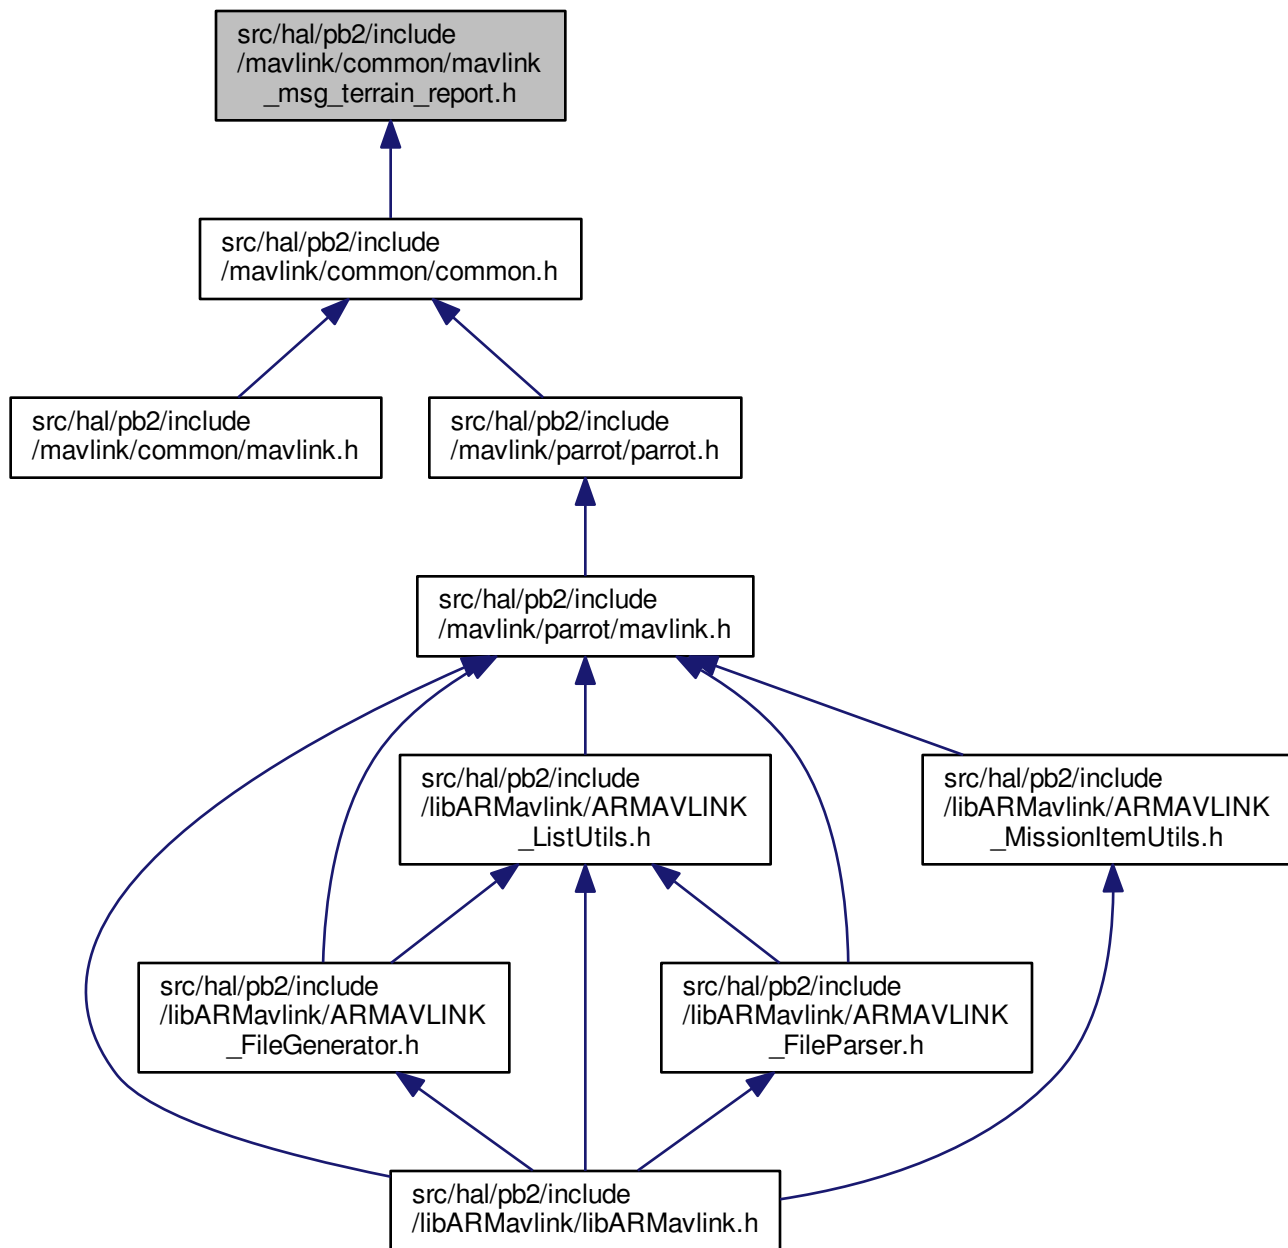 src/hal/pb2/include
/mavlink/common/mavlink
_msg_terrain_report.h
src/hal/pb2/include
/mavlink/common/common.h
src/hal/pb2/include
/mavlink/common/mavlink.h
src/hal/pb2/include
/mavlink/parrot/parrot.h
src/hal/pb2/include
/mavlink/parrot/mavlink.h
src/hal/pb2/include
/libARMavlink/ARMAVLINK
_ListUtils.h
src/hal/pb2/include
/libARMavlink/ARMAVLINK
_MissionItemUtils.h
src/hal/pb2/include
/libARMavlink/ARMAVLINK
_FileGenerator.h
src/hal/pb2/include
/libARMavlink/ARMAVLINK
_FileParser.h
src/hal/pb2/include
/libARMavlink/libARMavlink.h